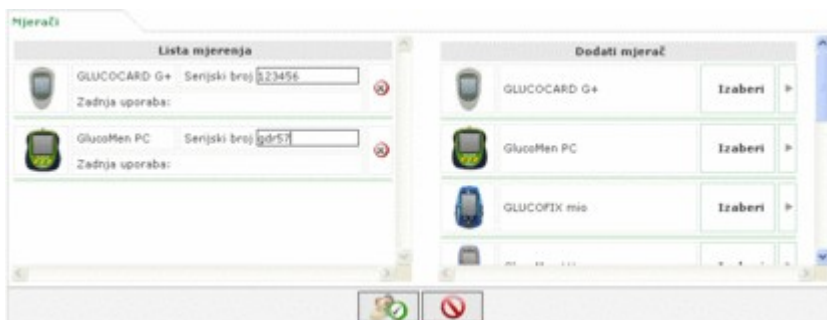 Mjerači
Lista mjerenja
GLUCOCARD G+ Serijski broj 123456
Zadnja uporaba:
GlucoMen PC Serijski broj gdr57
Zadnja uporaba:
Dodati mjerač
GLUCOCARD G+ Izaberi
GlucoMen PC Izaberi
GLUCOFIX mio Izaberi